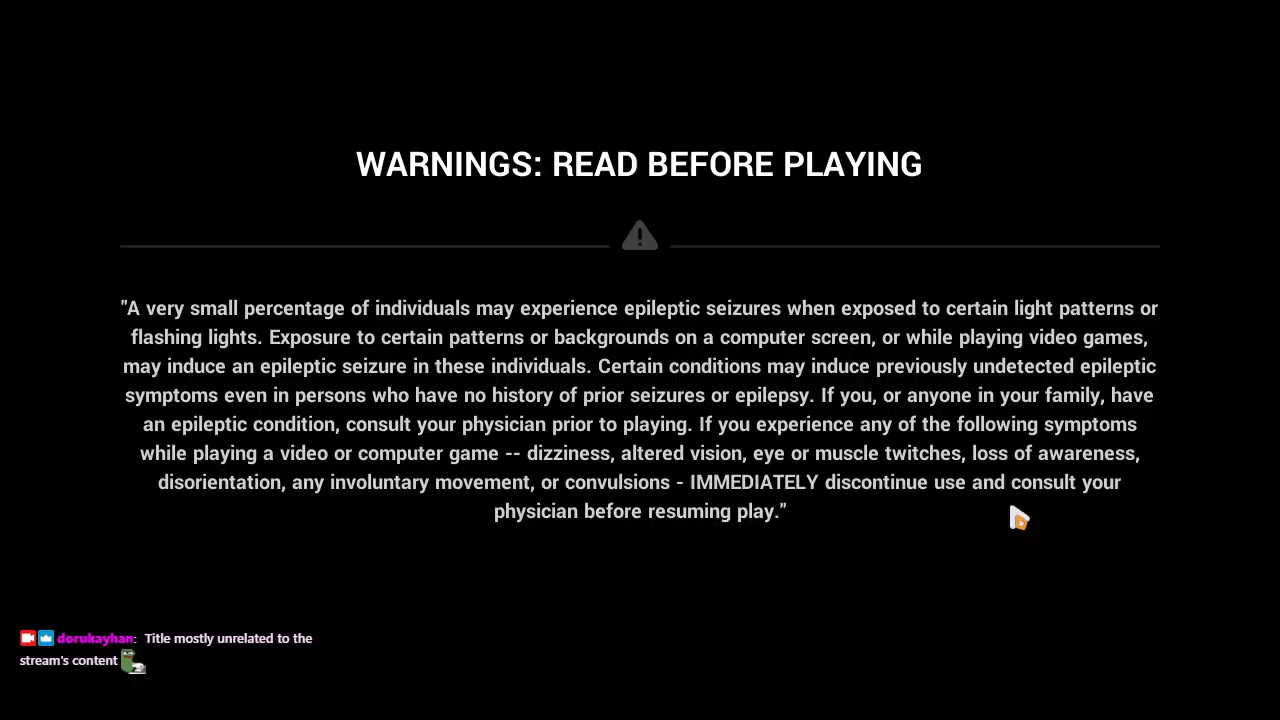 WARNINGS: READ BEFORE PLAYING
"A very small percentage of individuals may experience epileptic seizures when exposed to certain light patterns or
flashing lights. Exposure to certain patterns or backgrounds on a computer screen, or while playing video games,
may induce an epileptic seizure in these individuals. Certain conditions may induce previously undetected epileptic
symptoms even in persons who have no history of prior seizures or epilepsy. If you, or anyone in your family, have
an epileptic condition, consult your physician prior to playing. If you experience any of the following symptoms
while playing a video or computer game -- dizziness, altered vision, eye or muscle twitches, loss of awareness,
disorientation, any involuntary movement, or convulsions - IMMEDIATELY discontinue use and consult your
physician before resuming play."
dorukayhan: Title mostly unrelated to the
stream's content